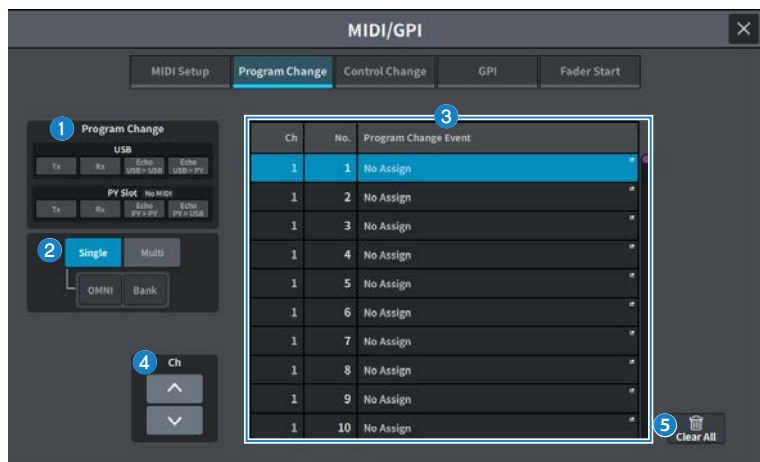 MIDI/GPI
MIDI Setup Program Change Control Change GPI Fader Start
1 Program Change
USB
Tx Rx Echo USB > USB Echo USB > PY
PY Slot No MIDI
Tx Rx Echo PY > PY Echo PY > USB
2 Single Multi
OMNI Bank
4 Ch
3
Ch No. Program Change Event
1 1 No Assign
1 2 No Assign
1 3 No Assign
1 4 No Assign
1 5 No Assign
1 6 No Assign
1 7 No Assign
1 8 No Assign
1 9 No Assign
1 10 No Assign
5 Clear All